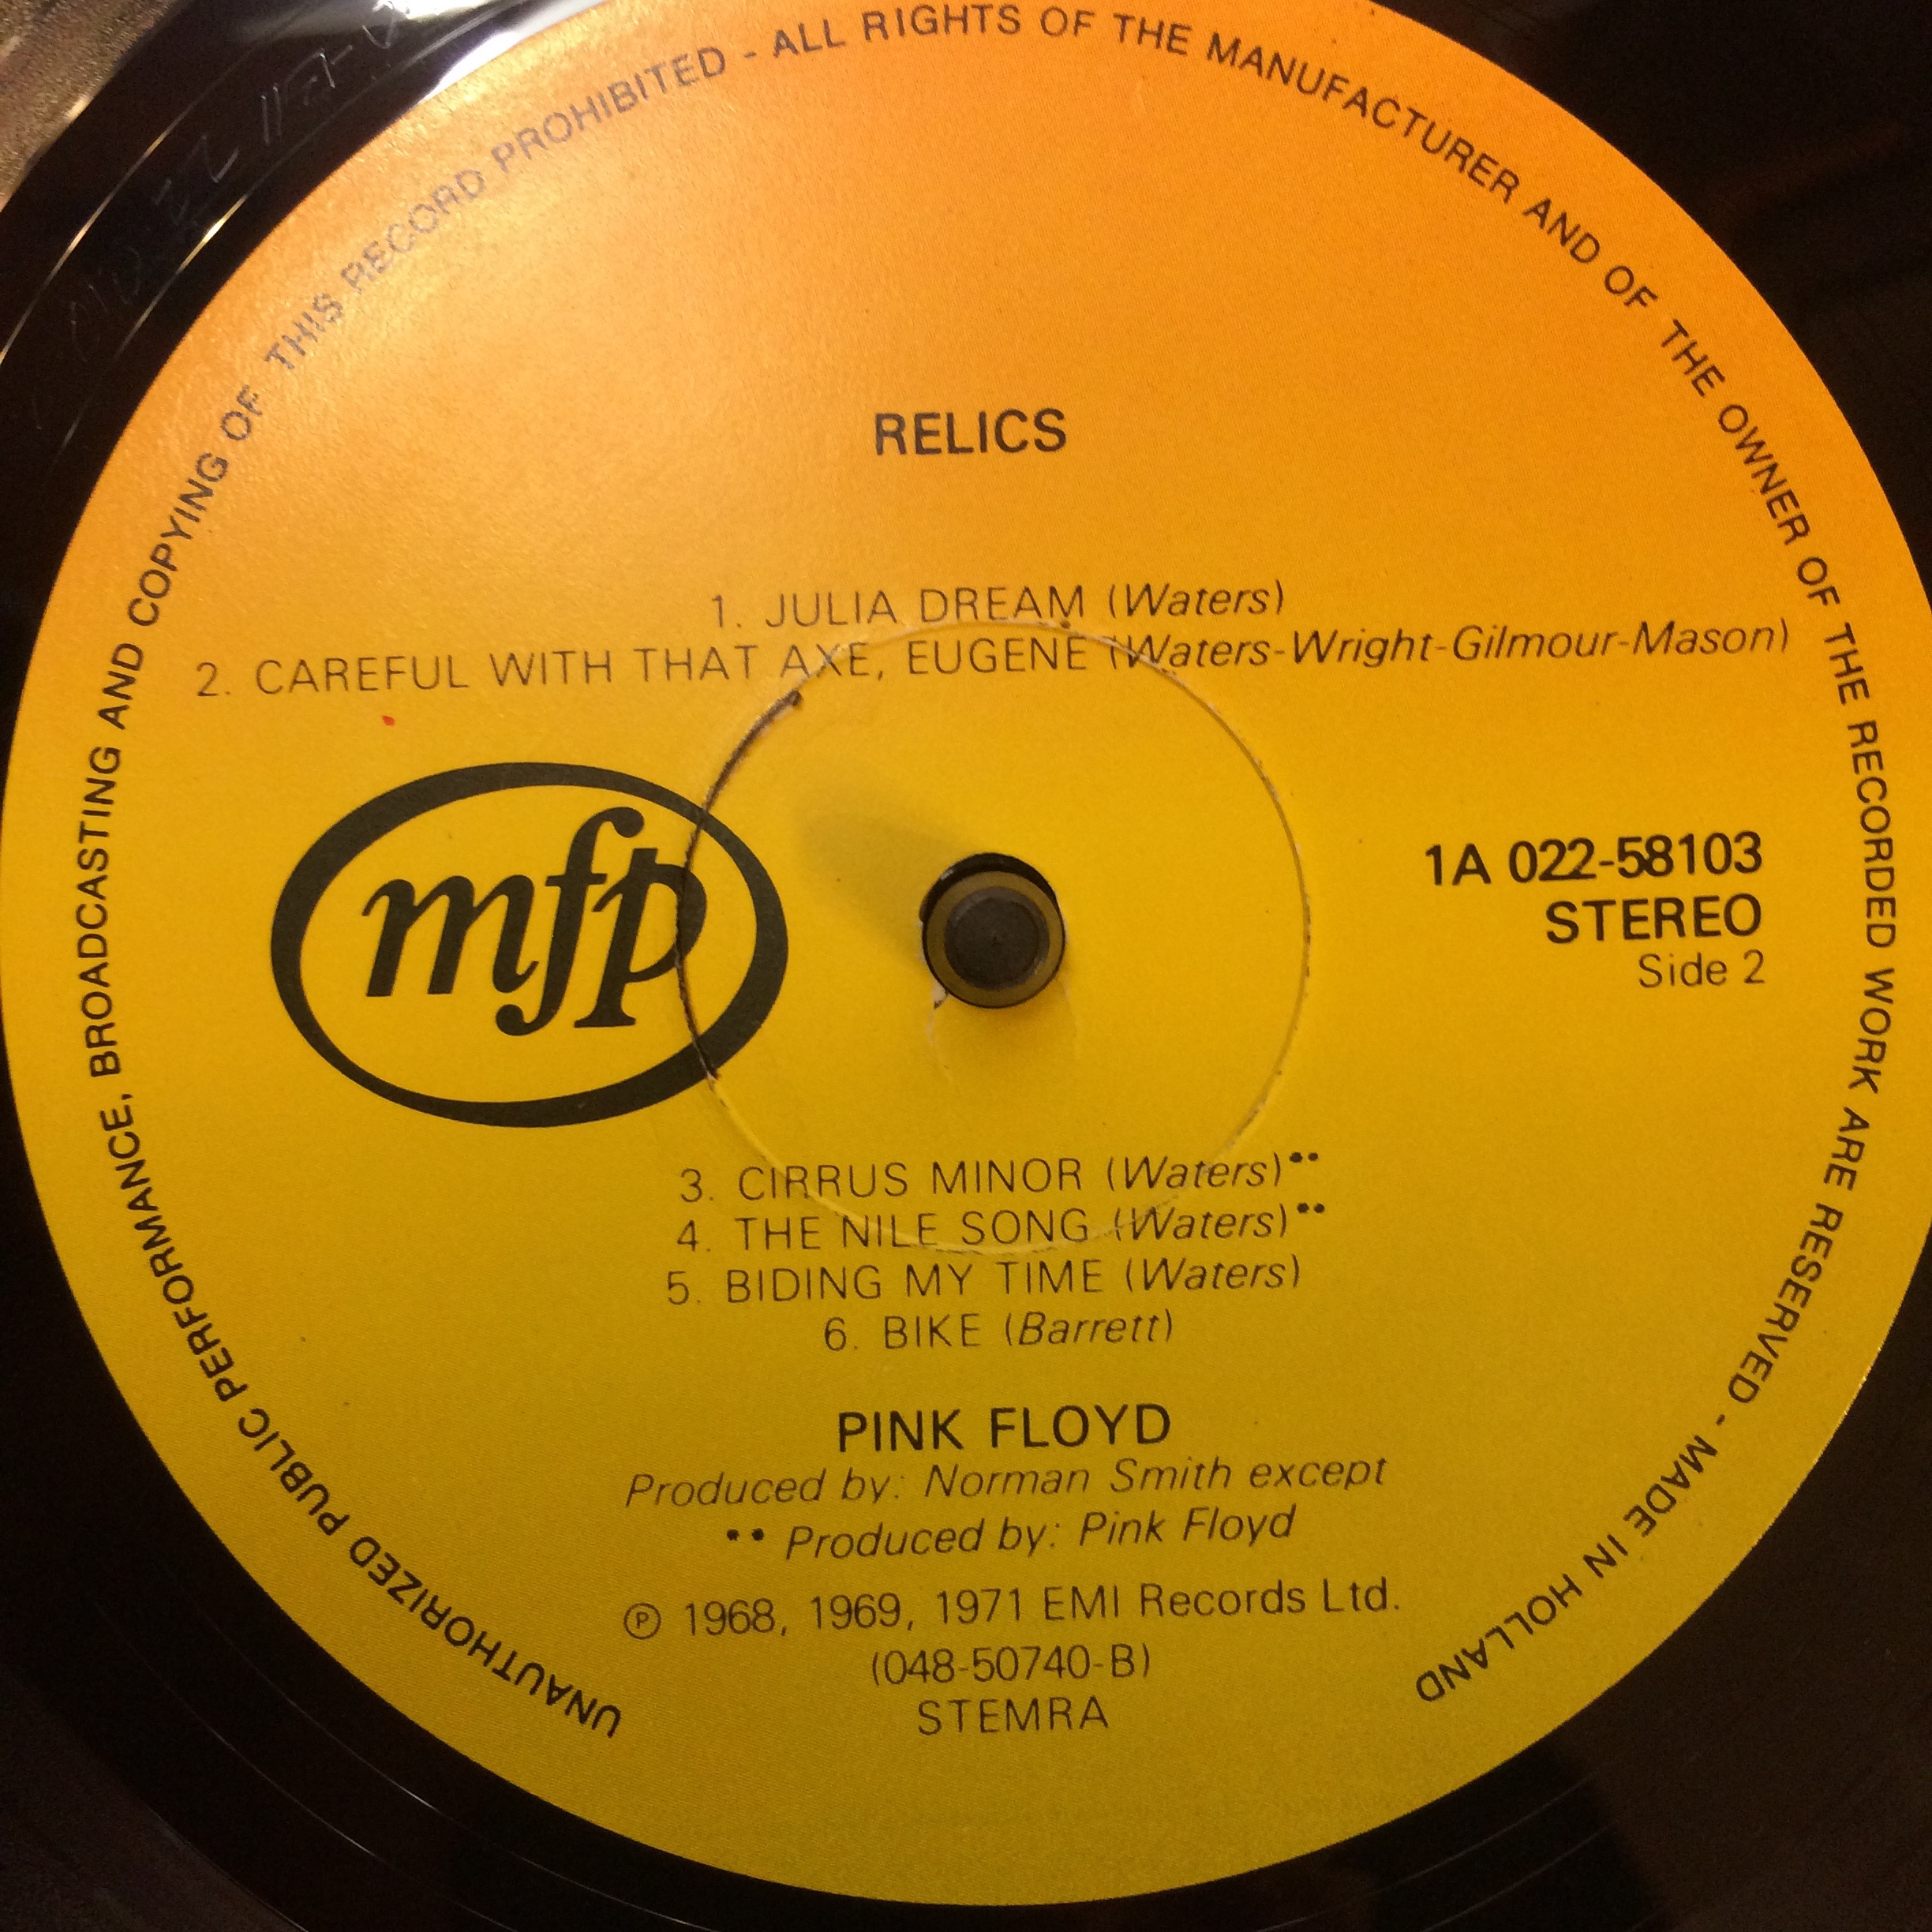 UNAUTHORIZED PUBLIC PERFORMANCE, BROADCASTING AND COPYING OF THIS RECORD PROHIBITED - ALL RIGHTS OF THE MANUFACTURER AND OF THE OWNER OF THE RECORDED WORK ARE RESERVED - MADE IN HOLLAND
RELICS
1. JULIA DREAM (Waters)
2. CAREFUL WITH THAT AXE, EUGENE (Waters-Wright-Gilmour-Mason)
mfp
1A 022-58103
STEREO
Side 2
3. CIRRUS MINOR (Waters)••
4. THE NILE SONG (Waters)••
5. BIDING MY TIME (Waters)
6. BIKE (Barrett)
PINK FLOYD
Produced by: Norman Smith except
•• Produced by: Pink Floyd
℗ 1968, 1969, 1971 EMI Records Ltd.
(048-50740-B)
STEMRA